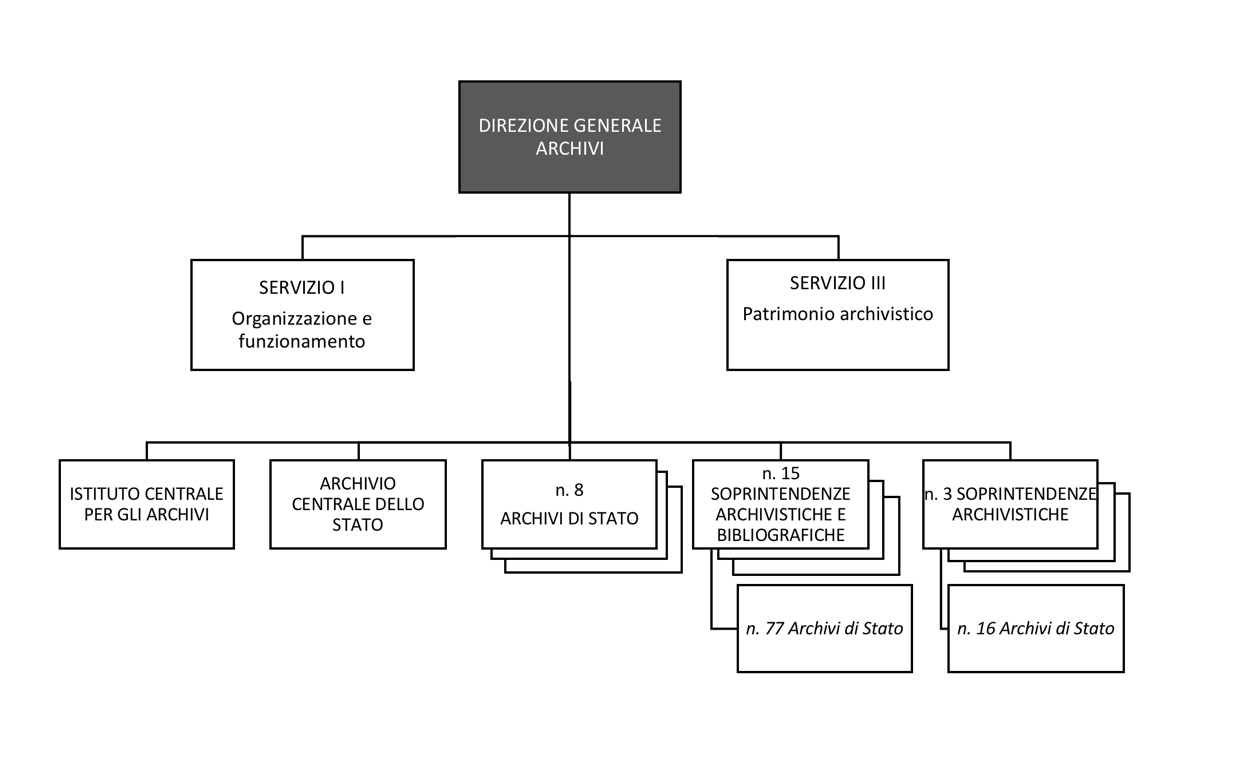 DIREZIONE GENERALE
ARCHIVI
SERVIZIO I
Organizzazione e
funzionamento
SERVIZIO III
Patrimonio archivistico
ISTITUTO CENTRALE
PER GLI ARCHIVI
ARCHIVIO
CENTRALE DELLO
STATO
n. 8
ARCHIVI DI STATO
n. 15
SOPRINTENDENZE
ARCHIVISTICHE E
BIBLIOGRAFICHE
n. 3 SOPRINTENDENZE
ARCHIVISTICHE
n. 77 Archivi di Stato
n. 16 Archivi di Stato